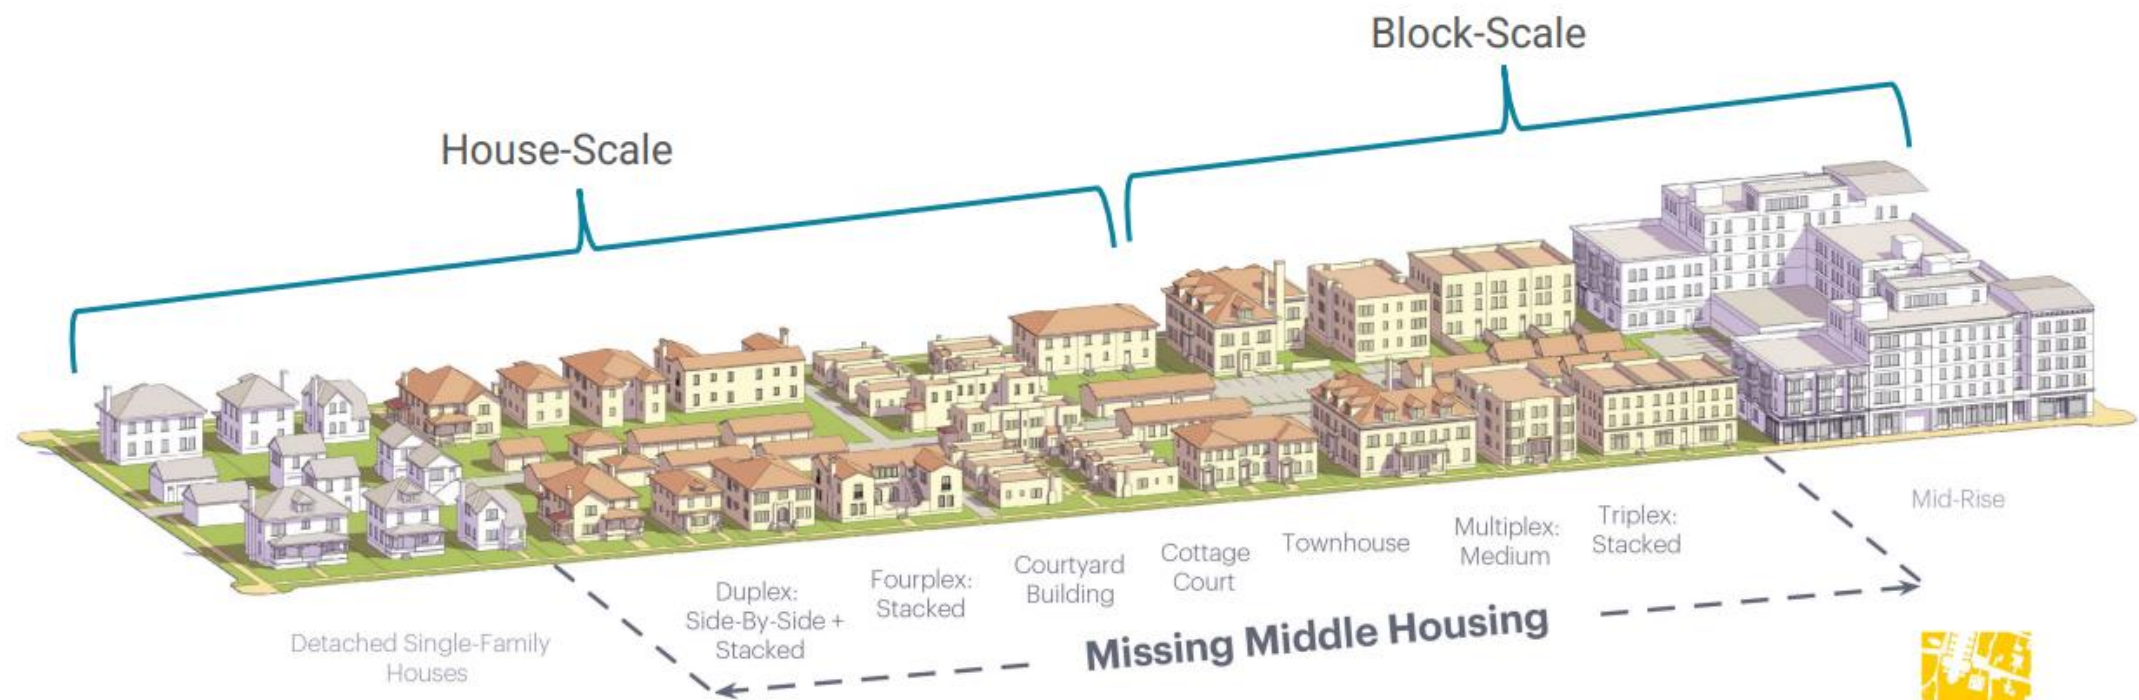 Block-Scale
House-Scale
Detached Single-Family
Houses
Duplex:
Side-By-Side +
Stacked
Fourplex:
Stacked
Courtyard
Building
Cottage
Court
Townhouse
Multiplex:
Medium
Triplex:
Stacked
Mid-Rise
Missing Middle Housing